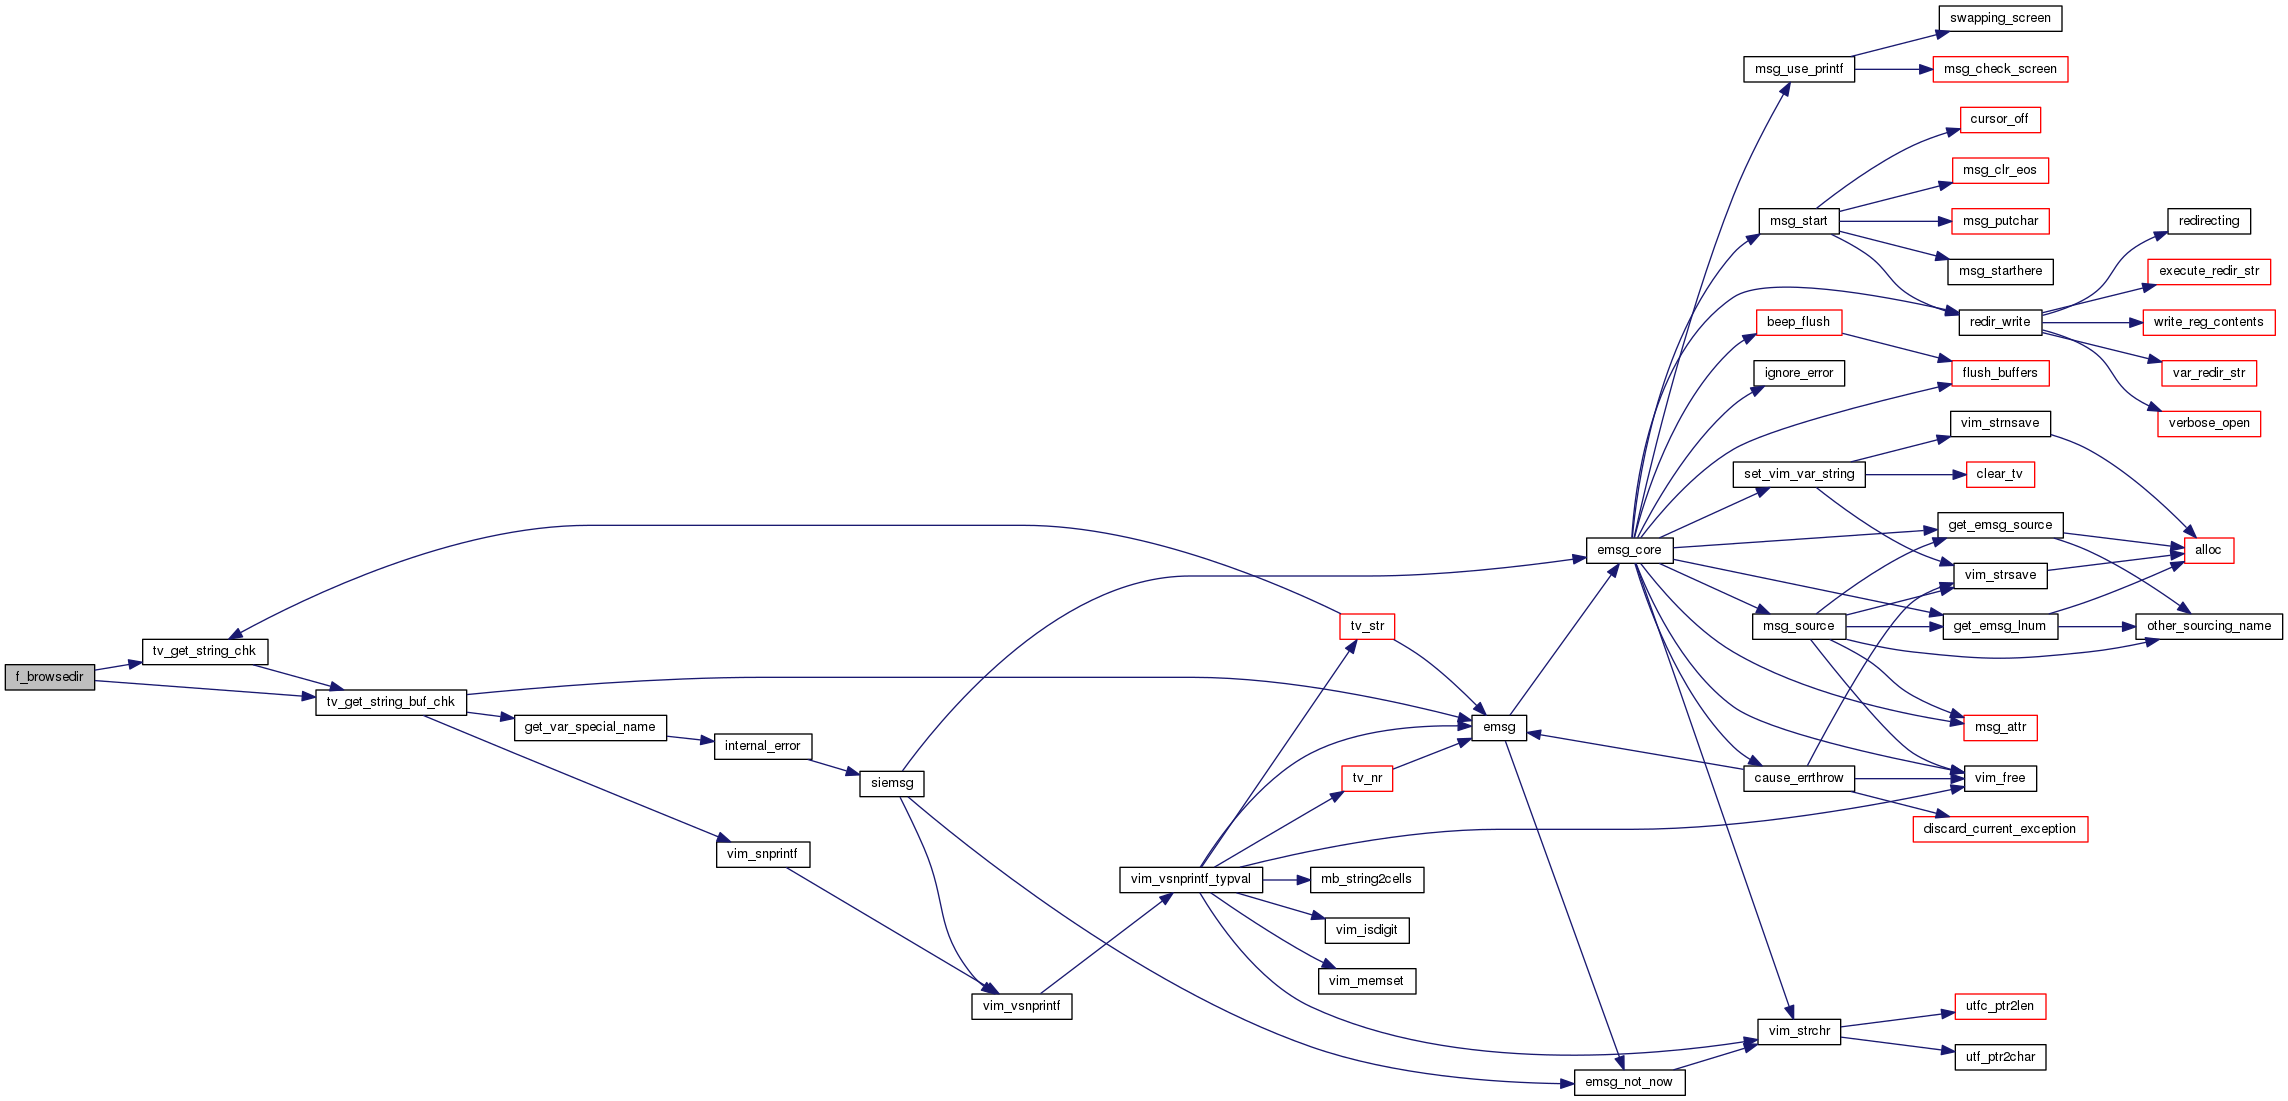 swapping_screen
msg_use_printf
msg_check_screen
cursor_off
msg_clr_eos
msg_start
msg_putchar
redirecting
msg_starthere
execute_redir_str
beep_flush
redir_write
write_reg_contents
ignore_error
flush_buffers
var_redir_str
vim_strnsave
verbose_open
set_vim_var_string
clear_tv
get_emsg_source
emsg_core
alloc
vim_strsave
tv_str
msg_source
get_emsg_lnum
other_sourcing_name
tv_get_string_chk
f_browsedir
tv_get_string_buf_chk
get_var_special_name
emsg
msg_attr
internal_error
siemsg
tv_nr
cause_errthrow
vim_free
discard_current_exception
vim_snprintf
vim_vsnprintf_typval
mb_string2cells
vim_isdigit
vim_memset
vim_vsnprintf
utfc_ptr2len
vim_strchr
utf_ptr2char
emsg_not_now